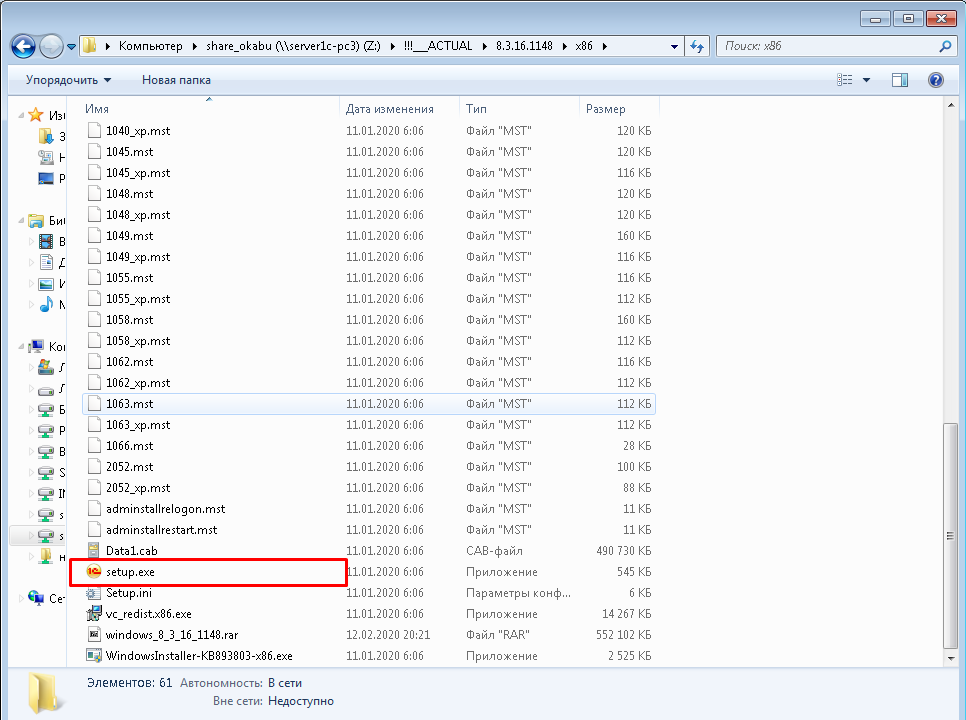 Компьютер ▸ share_okabu (\\server1c-pc3) (Z:) ▸ !!!___ACTUAL ▸ 8.3.16.1148 ▸ x86 ▸ Поиск: x86
Упорядочить Новая папка
Имя Дата изменения Тип Размер
1040_xp.mst 11.01.2020 6:06 Файл "MST" 120 КБ
1045.mst 11.01.2020 6:06 Файл "MST" 120 КБ
1045_xp.mst 11.01.2020 6:06 Файл "MST" 116 КБ
1048.mst 11.01.2020 6:06 Файл "MST" 120 КБ
1048_xp.mst 11.01.2020 6:06 Файл "MST" 120 КБ
1049.mst 11.01.2020 6:06 Файл "MST" 160 КБ
1049_xp.mst 11.01.2020 6:06 Файл "MST" 116 КБ
1055.mst 11.01.2020 6:06 Файл "MST" 116 КБ
1055_xp.mst 11.01.2020 6:06 Файл "MST" 112 КБ
1058.mst 11.01.2020 6:06 Файл "MST" 160 КБ
1058_xp.mst 11.01.2020 6:06 Файл "MST" 112 КБ
1062.mst 11.01.2020 6:06 Файл "MST" 116 КБ
1062_xp.mst 11.01.2020 6:06 Файл "MST" 112 КБ
1063.mst 11.01.2020 6:06 Файл "MST" 112 КБ
1063_xp.mst 11.01.2020 6:06 Файл "MST" 112 КБ
1066.mst 11.01.2020 6:06 Файл "MST" 28 КБ
2052.mst 11.01.2020 6:06 Файл "MST" 100 КБ
2052_xp.mst 11.01.2020 6:06 Файл "MST" 88 КБ
adminstallrelogon.mst 11.01.2020 6:06 Файл "MST" 11 КБ
adminstallrestart.mst 11.01.2020 6:06 Файл "MST" 11 КБ
Data1.cab 11.01.2020 6:06 CAB-файл 490 730 КБ
setup.exe 11.01.2020 6:06 Приложение 545 КБ
Setup.ini 11.01.2020 6:06 Параметры конф... 6 КБ
vc_redist.x86.exe 11.01.2020 6:06 Приложение 14 267 КБ
windows_8_3_16_1148.rar 12.02.2020 20:21 Файл "RAR" 552 102 КБ
WindowsInstaller-KB893803-x86.exe 11.01.2020 6:06 Приложение 2 525 КБ
Элементов: 61 Автономность: В сети
Вне сети: Недоступно